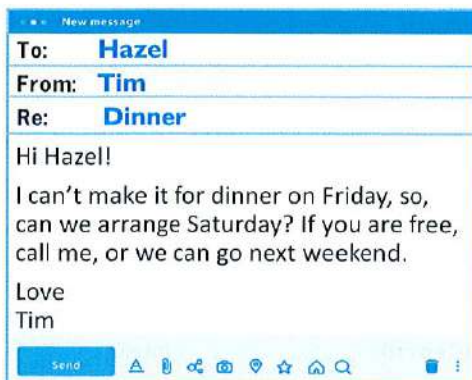 New message
To: Hazel
From: Tim
Re: Dinner
Hi Hazel!
I can't make it for dinner on Friday, so,
can we arrange Saturday? If you are free,
call me, or we can go next weekend.
Love
Tim
Send